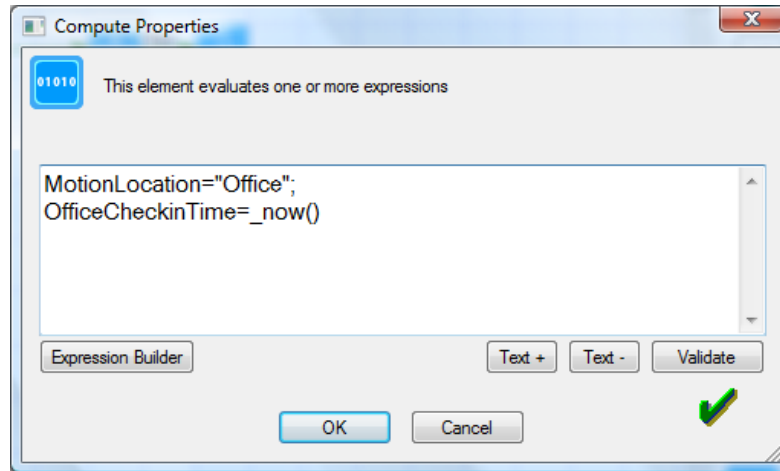 Compute Properties
01010
This element evaluates one or more expressions
MotionLocation="Office";
OfficeCheckinTime=_now()
Expression Builder
Text +
Text -
Validate
OK
Cancel